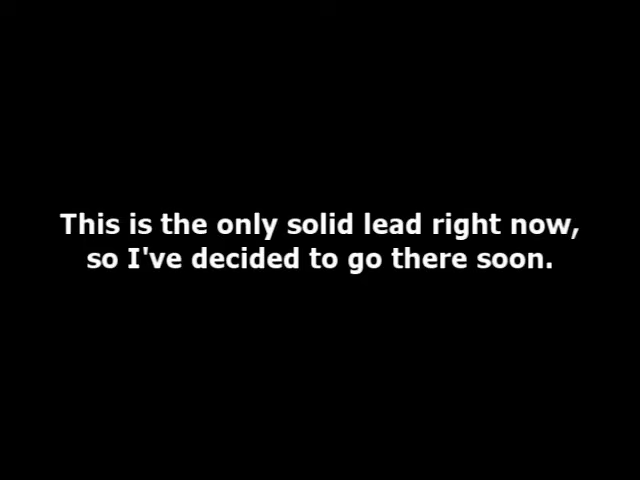 This is the only solid lead right now,
so I've decided to go there soon.